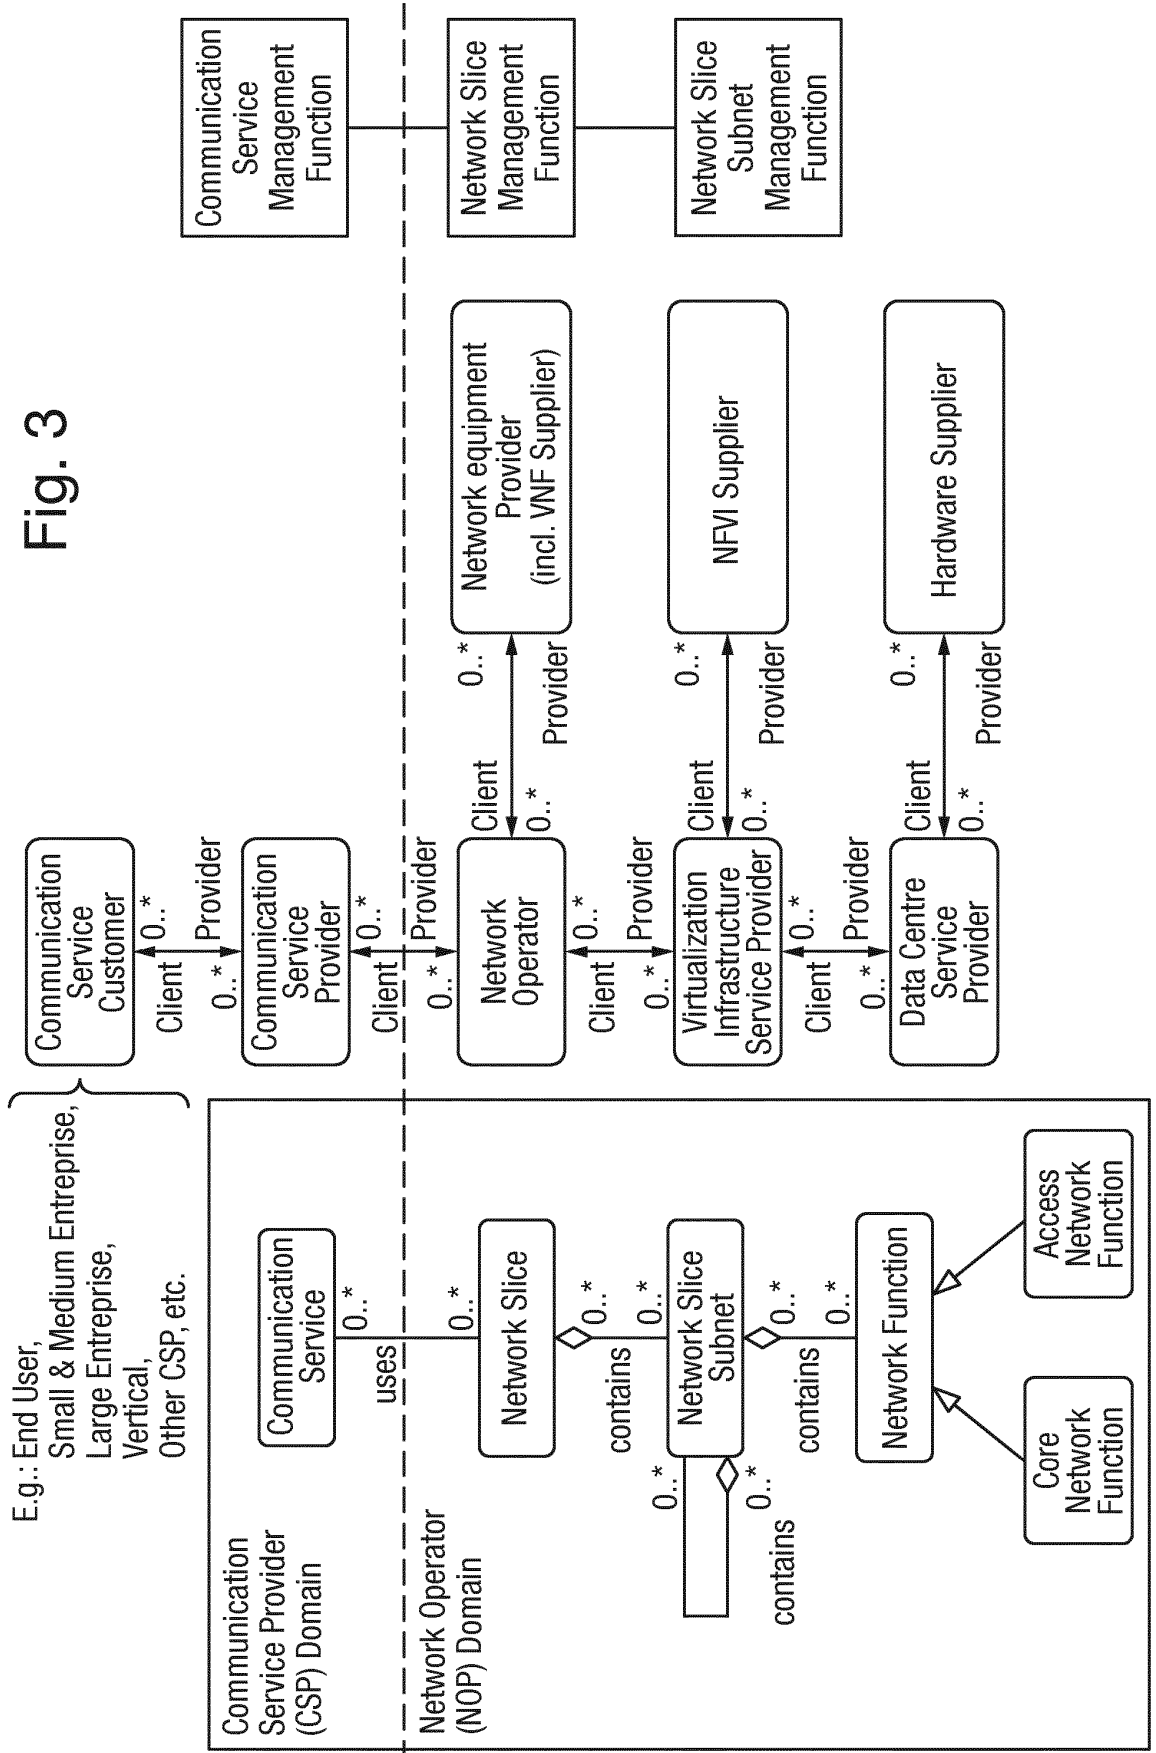 Fig. 3
E.g.: End User,
Small & Medium Entreprise,
Large Entreprise,
Vertical,
Other CSP, etc.
Communication
Service Provider
(CSP) Domain
Network Operator
(NOP) Domain
Communication
Service
0..*
uses
0..*
Network Slice
0..*
contains
0..*
Network Slice
Subnet
0..*
0..*
contains
0..*
contains
0..*
Network Function
Core
Network
Function
Access
Network
Function
Communication
Service
Customer
Client
0..*
0..*
Provider
Communication
Service
Provider
Client
0..*
0..*
Provider
Network
Operator
Client
0..*
0..*
Provider
Virtualization
Infrastructure
Service Provider
Client
0..*
0..*
Provider
Data Centre
Service
Provider
Client
0..*
0..*
Provider
Network equipment
Provider
(incl. VNF Supplier)
Client
0..*
0..*
Provider
NFVI Supplier
Client
0..*
0..*
Provider
Hardware Supplier
Communication
Service
Management
Function
Network Slice
Management
Function
Network Slice
Subnet
Management
Function